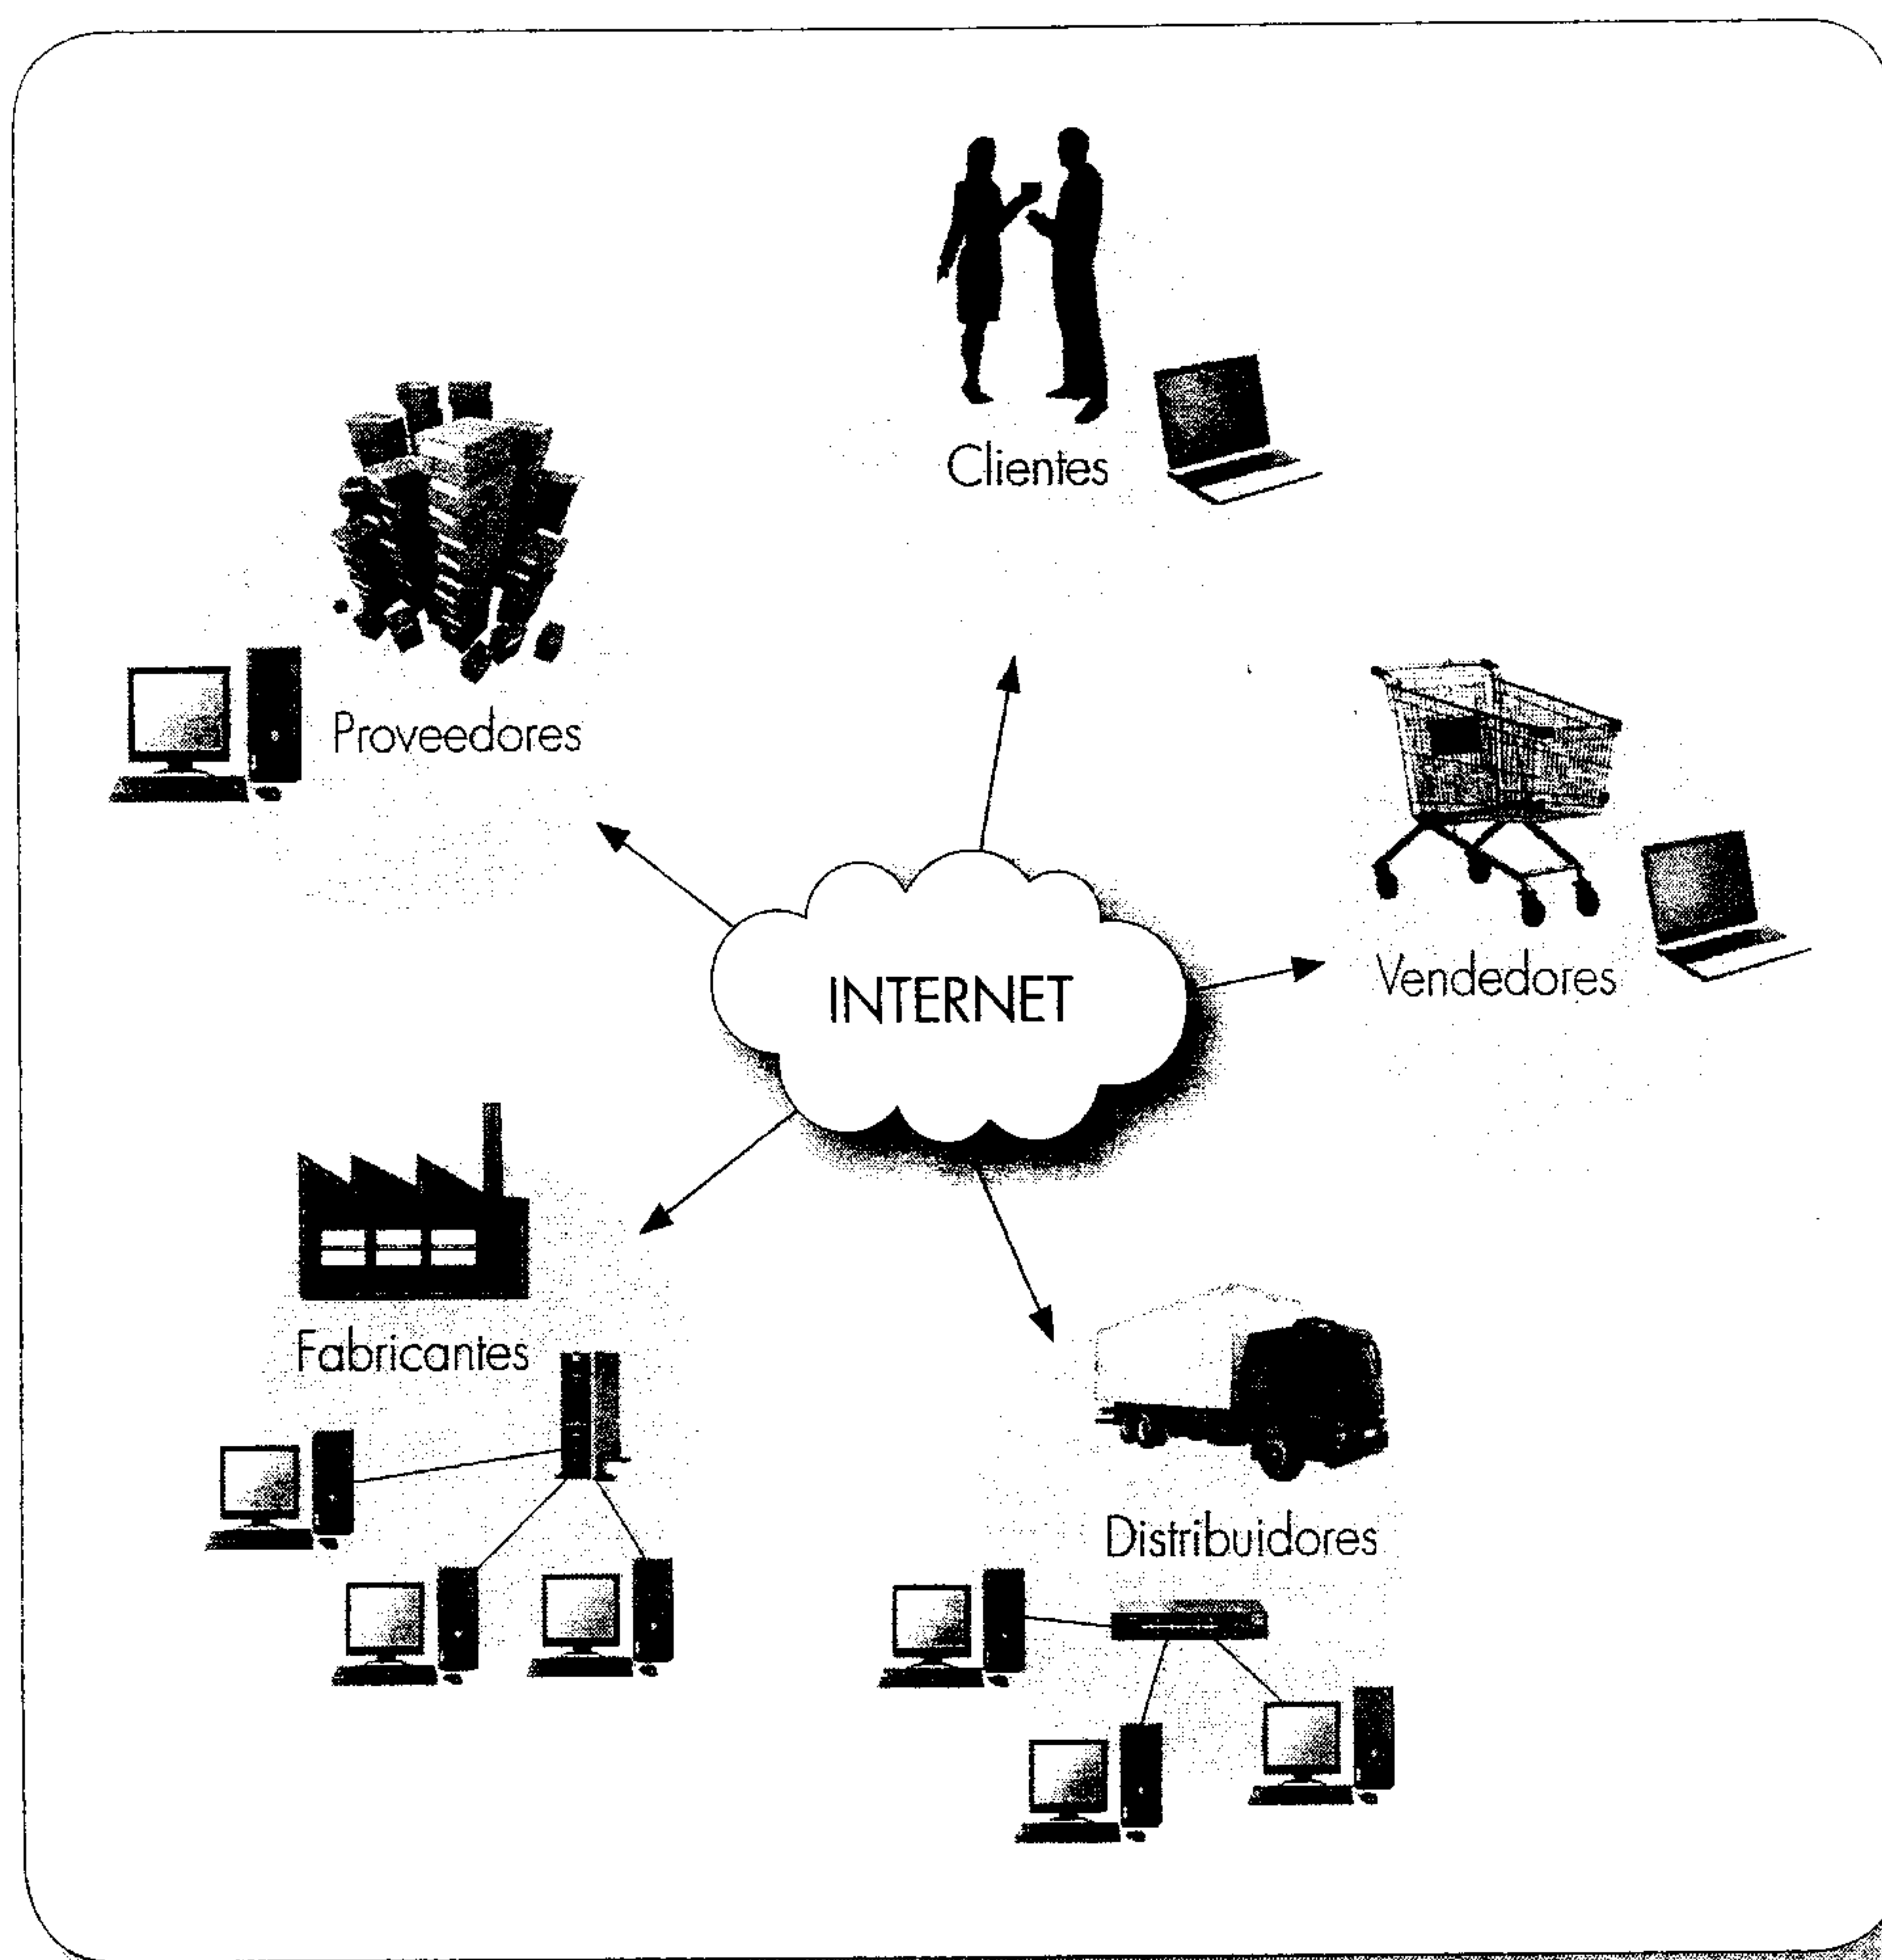 Clientes
Proveedores
Vendedores
INTERNET
Fabricantes
Distribuidores